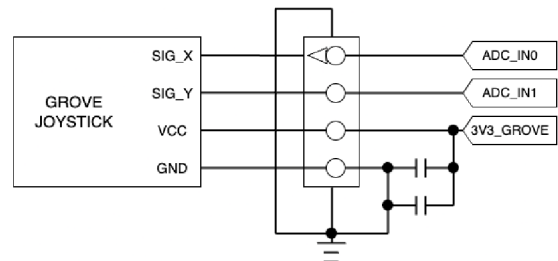 SIG_X
ADC_IN0
SIG_Y
ADC_IN1
GROVE
JOYSTICK
VCC
3V3_GROVE
GND